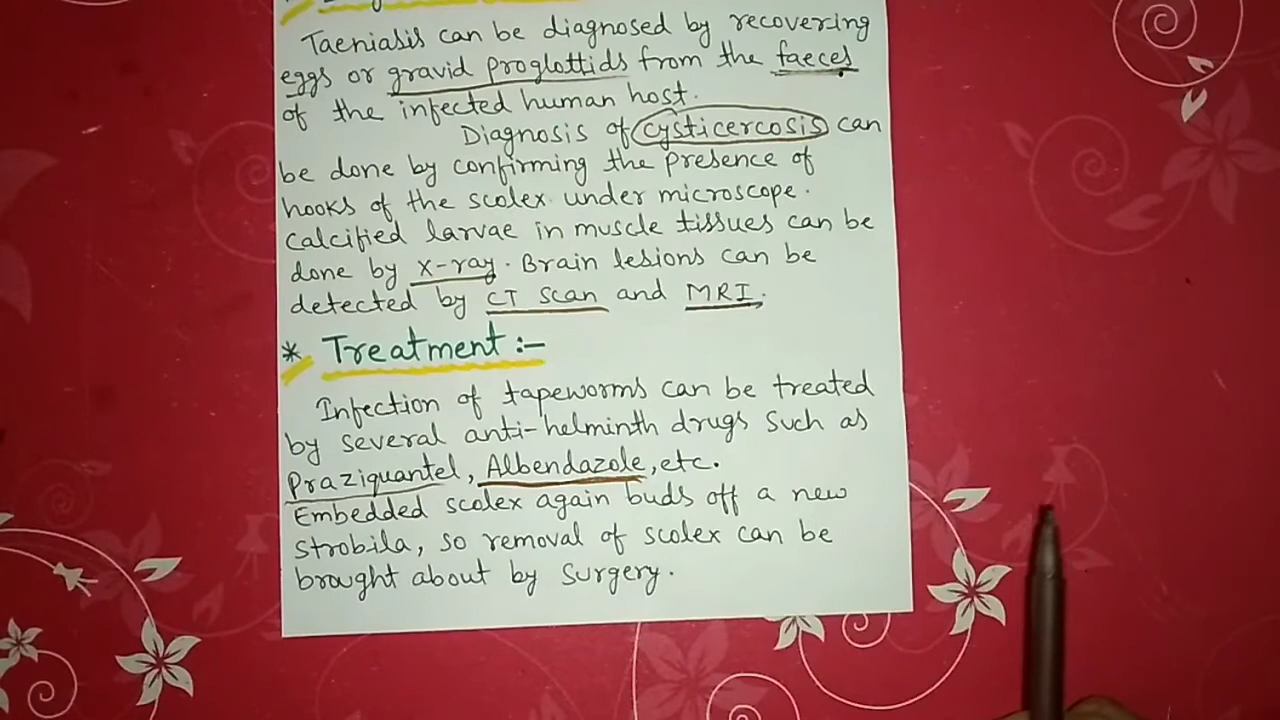 Taeniasis can be diagnosed by recovering
eggs or gravid proglottids from the faeces
of the infected human host.
Diagnosis of cysticercosis can
be done by confirming the presence of
hooks of the scolex under microscope.
Calcified larvae in muscle tissues can be
done by X-ray. Brain lesions can be
detected by CT scan and MRI.
* Treatment :-
Infection of tapeworms can be treated
by several anti-helminth drugs such as
Praziquantel, Albendazole, etc.
Embedded scolex again buds off a new
strobila, so removal of scolex can be
brought about by surgery.